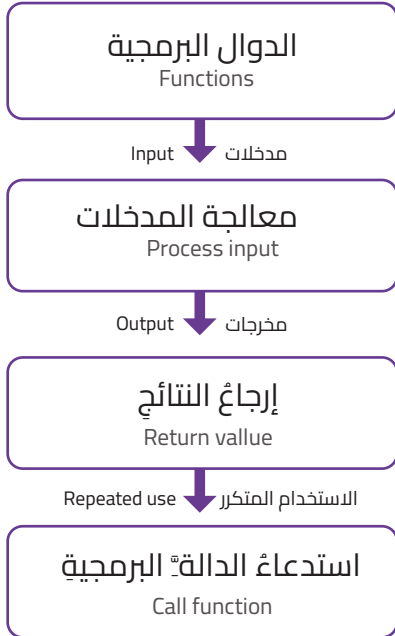 الدوال البرمجية
Functions
Input مدخلات
معالجة المدخلات
Process input
Output مخرجات
إرجاعُ النتائجِ
Return vallue
Repeated use الاستخدام المتكرر
استدعاءُ الدالةِّ البرمجيةِ
Call function